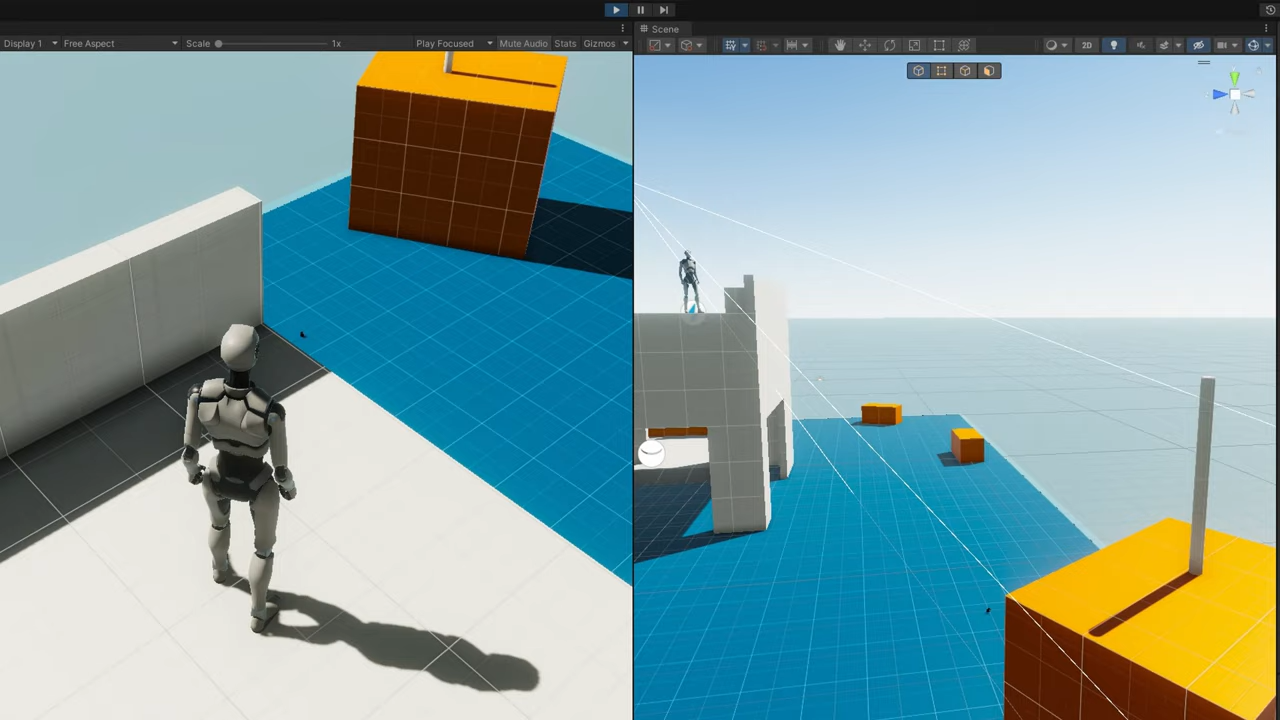 Scene
Display 1 Free Aspect Scale 1x Play Focused Mute Audio Stats Gizmos
2D